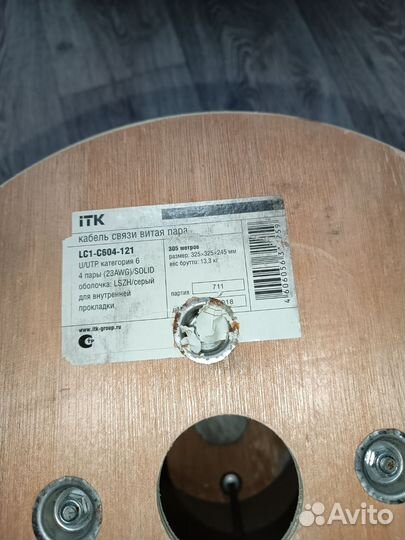 iTK
кабель связи витая пара
LC1-C604-121
U/UTP категория 6
4 пары (23AWG)/SOLID
оболочка: LSZH/серый
для внутренней
прокладки
www.itk-group.ru
305 метров
размер: 325×325×245 мм
вес брутто: 13,3 кг
партия 711
Avito